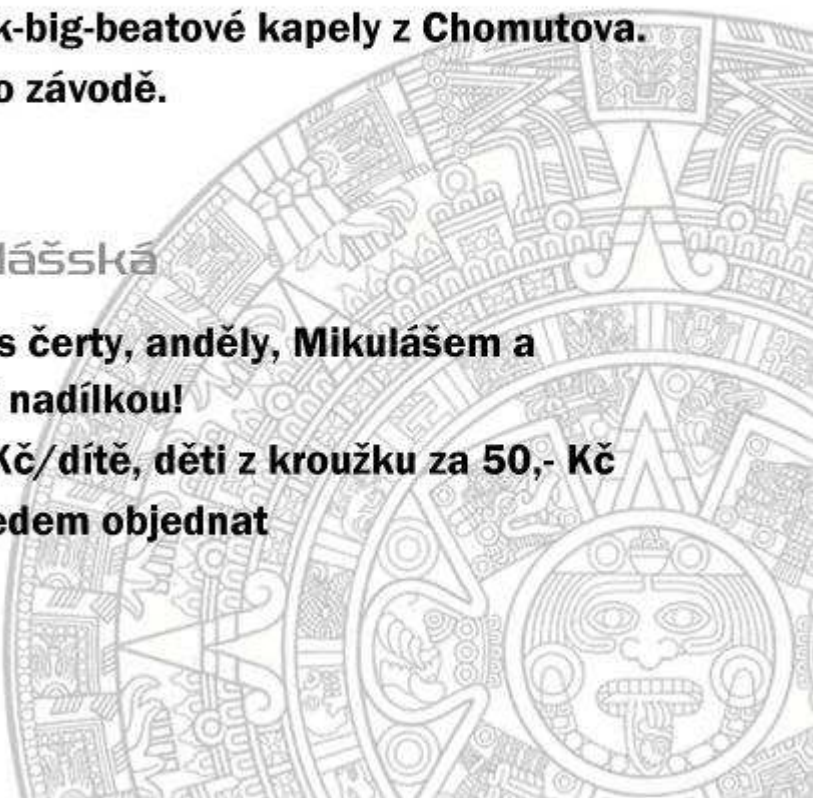 k-big-beatové kapely z Chomutova.
o závodě.
lášská
s čerty, anděly, Mikulášem a
nadílkou!
Kč/dítě, děti z kroužku za 50,- Kč
edem objednat